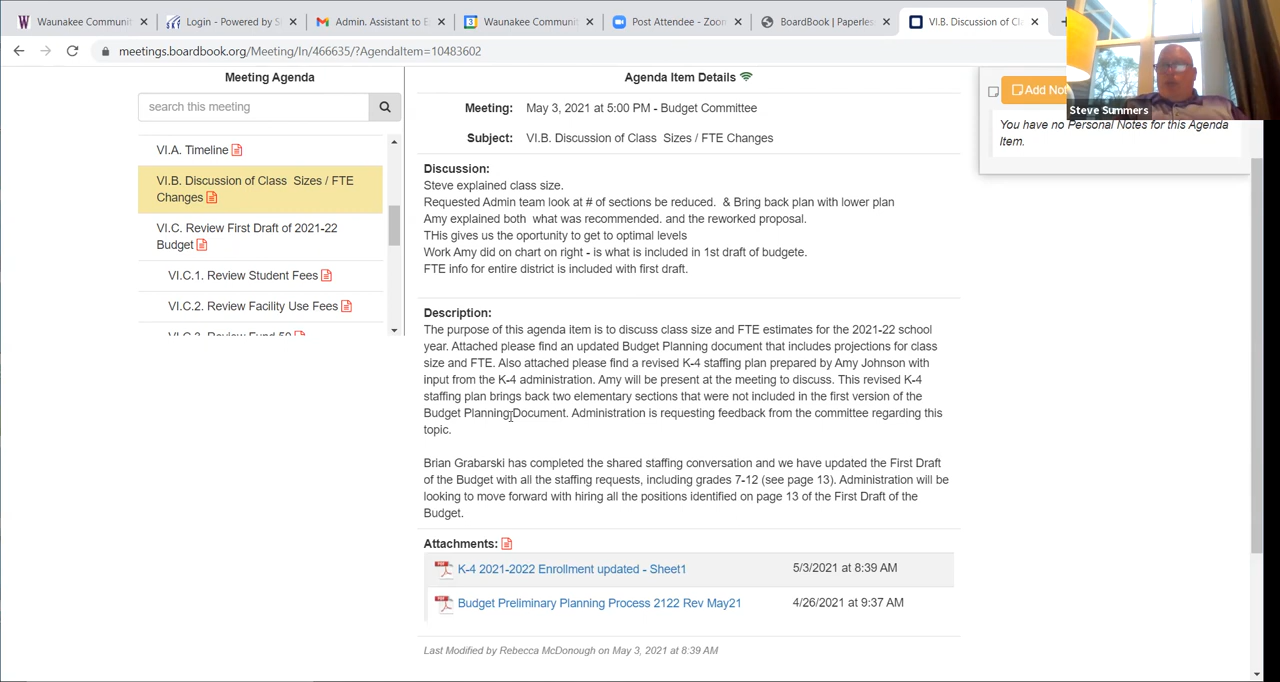 Waunakee Communi
Login - Powered by S
Admin. Assistant to E
Waunakee Communi
Post Attendee - Zoon
BoardBook | Paperles
VI.B. Discussion of Cl
meetings.boardbook.org/Meeting/In/466635/?AgendaItem=10483602
Steve Summers
Meeting Agenda
search this meeting
VI.A. Timeline
VI.B. Discussion of Class Sizes / FTE
Changes
VI.C. Review First Draft of 2021-22
Budget
VI.C.1. Review Student Fees
VI.C.2. Review Facility Use Fees
VI.C.3. Review Fund 50
Agenda Item Details
Meeting: May 3, 2021 at 5:00 PM - Budget Committee
Subject: VI.B. Discussion of Class Sizes / FTE Changes
Discussion:
Steve explained class size.
Requested Admin team look at # of sections be reduced. & Bring back plan with lower plan
Amy explained both what was recommended. and the reworked proposal.
THis gives us the oportunity to get to optimal levels
Work Amy did on chart on right - is what is included in 1st draft of budgete.
FTE info for entire district is included with first draft.
Description:
The purpose of this agenda item is to discuss class size and FTE estimates for the 2021-22 school
year. Attached please find an updated Budget Planning document that includes projections for class
size and FTE. Also attached please find a revised K-4 staffing plan prepared by Amy Johnson with
input from the K-4 administration. Amy will be present at the meeting to discuss. This revised K-4
staffing plan brings back two elementary sections that were not included in the first version of the
Budget Planning Document. Administration is requesting feedback from the committee regarding this
topic.
Brian Grabarski has completed the shared staffing conversation and we have updated the First Draft
of the Budget with all the staffing requests, including grades 7-12 (see page 13). Administration will be
looking to move forward with hiring all the positions identified on page 13 of the First Draft of the
Budget.
Attachments:
K-4 2021-2022 Enrollment updated - Sheet1 5/3/2021 at 8:39 AM
Budget Preliminary Planning Process 2122 Rev May21 4/26/2021 at 9:37 AM
Last Modified by Rebecca McDonough on May 3, 2021 at 8:39 AM
Add Not
You have no Personal Notes for this Agenda
Item.